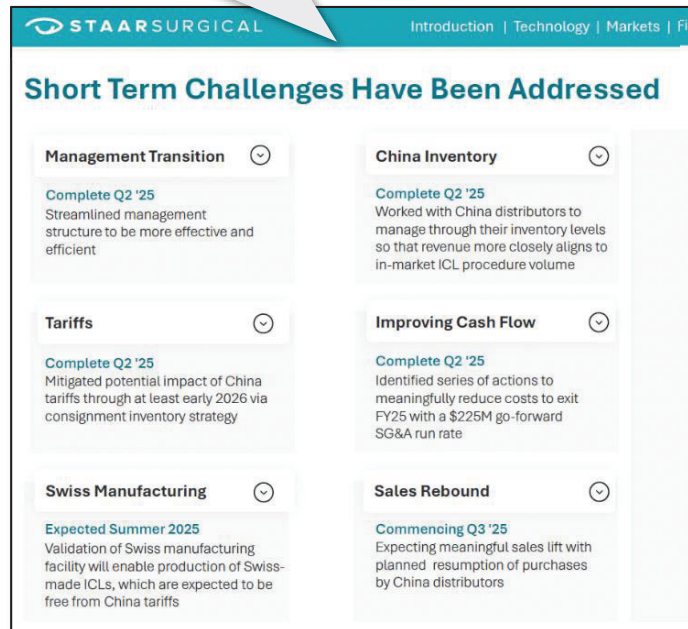 STAARSURGICAL
Introduction | Technology | Markets |
Short Term Challenges Have Been Addressed
Management Transition
Complete Q2 '25
Streamlined management
structure to be more effective and
efficient
China Inventory
Complete Q2 '25
Worked with China distributors to
manage through their inventory levels
so that revenue more closely aligns to
in-market ICL procedure volume
Tariffs
Complete Q2 '25
Mitigated potential impact of China
tariffs through at least early 2026 via
consignment inventory strategy
Improving Cash Flow
Complete Q2 '25
Identified series of actions to
meaningfully reduce costs to exit
FY25 with a $225M go-forward
SG&A run rate
Swiss Manufacturing
Expected Summer 2025
Validation of Swiss manufacturing
facility will enable production of Swiss-
made ICLs, which are expected to be
free from China tariffs
Sales Rebound
Commencing Q3 '25
Expecting meaningful sales lift with
planned resumption of purchases
by China distributors